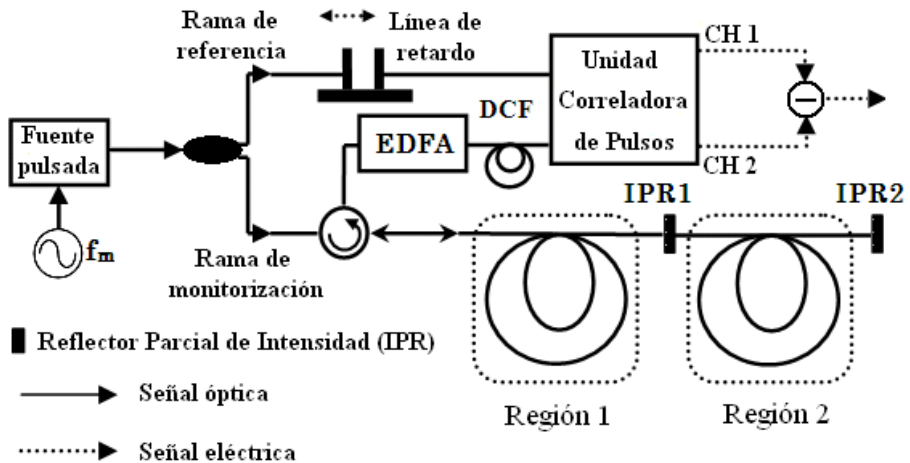 Rama de
referencia
Línea de
retardo
CH 1
Unidad
Correladora
de Pulsos
DCF
EDFA
Fuente
pulsada
CH 2
IPR1
IPR2
fm
Rama de
monitorización
Reflector Parcial de Intensidad (IPR)
Señal óptica
Región 1
Región 2
Señal eléctrica